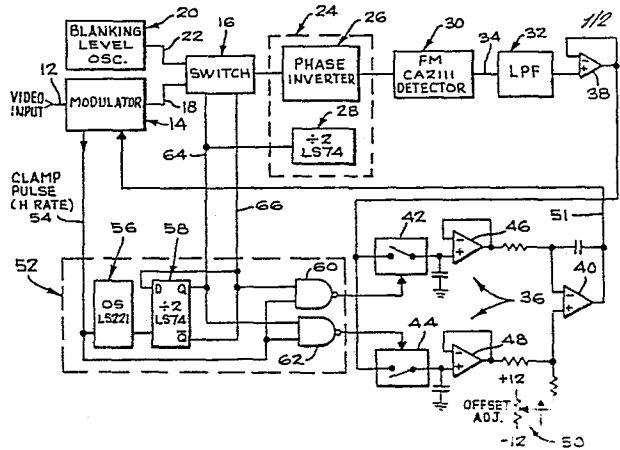 20
BLANKING
LEVEL
OSC.
22
16
SWITCH
24
26
PHASE
INVERTER
28
÷2
LS74
30
FM
CA2111
DETECTOR
34
32
LPF
1/2
38
12
VIDEO
INPUT
MODULATOR
18
14
64
CLAMP
PULSE
(H RATE)
54
66
51
42
46
56
58
60
52
OS
LS221
D Q
÷2
LS74
Q̅
62
36
40
44
48
+12
OFFSET
ADJ.
-12
50